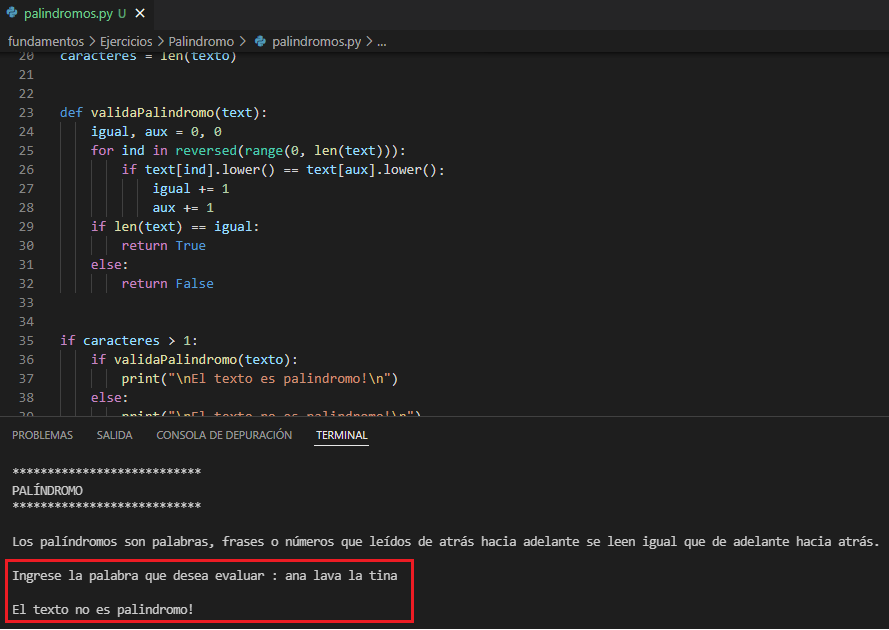 palindromos.py U
fundamentos > Ejercicios > Palindromo > palindromos.py > ...
20 caracteres = len(texto)
21
22
23 def validaPalindromo(text):
24 igual, aux = 0, 0
25 for ind in reversed(range(0, len(text))):
26 if text[ind].lower() == text[aux].lower():
27 igual += 1
28 aux += 1
29 if len(text) == igual:
30 return True
31 else:
32 return False
33
34
35 if caracteres > 1:
36 if validaPalindromo(texto):
37 print("\nEl texto es palindromo!\n")
38 else:
39 print("\nEl texto no es palindromo!\n")
PROBLEMAS SALIDA CONSOLA DE DEPURACIÓN TERMINAL
***************************
PALÍNDROMO
***************************
Los palíndromos son palabras, frases o números que leídos de atrás hacia adelante se leen igual que de adelante hacia atrás.
Ingrese la palabra que desea evaluar : ana lava la tina
El texto no es palindromo!